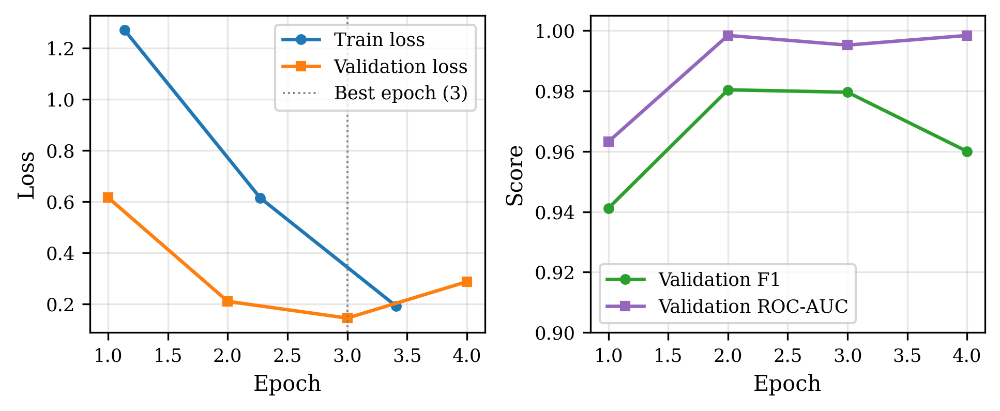 Train loss
Validation loss
Best epoch (3)
Loss
1.2
1.0
0.8
0.6
0.4
0.2
1.0 1.5 2.0 2.5 3.0 3.5 4.0
Epoch
Score
1.00
0.98
0.96
0.94
0.92
0.90
Validation F1
Validation ROC-AUC
1.0 1.5 2.0 2.5 3.0 3.5 4.0
Epoch